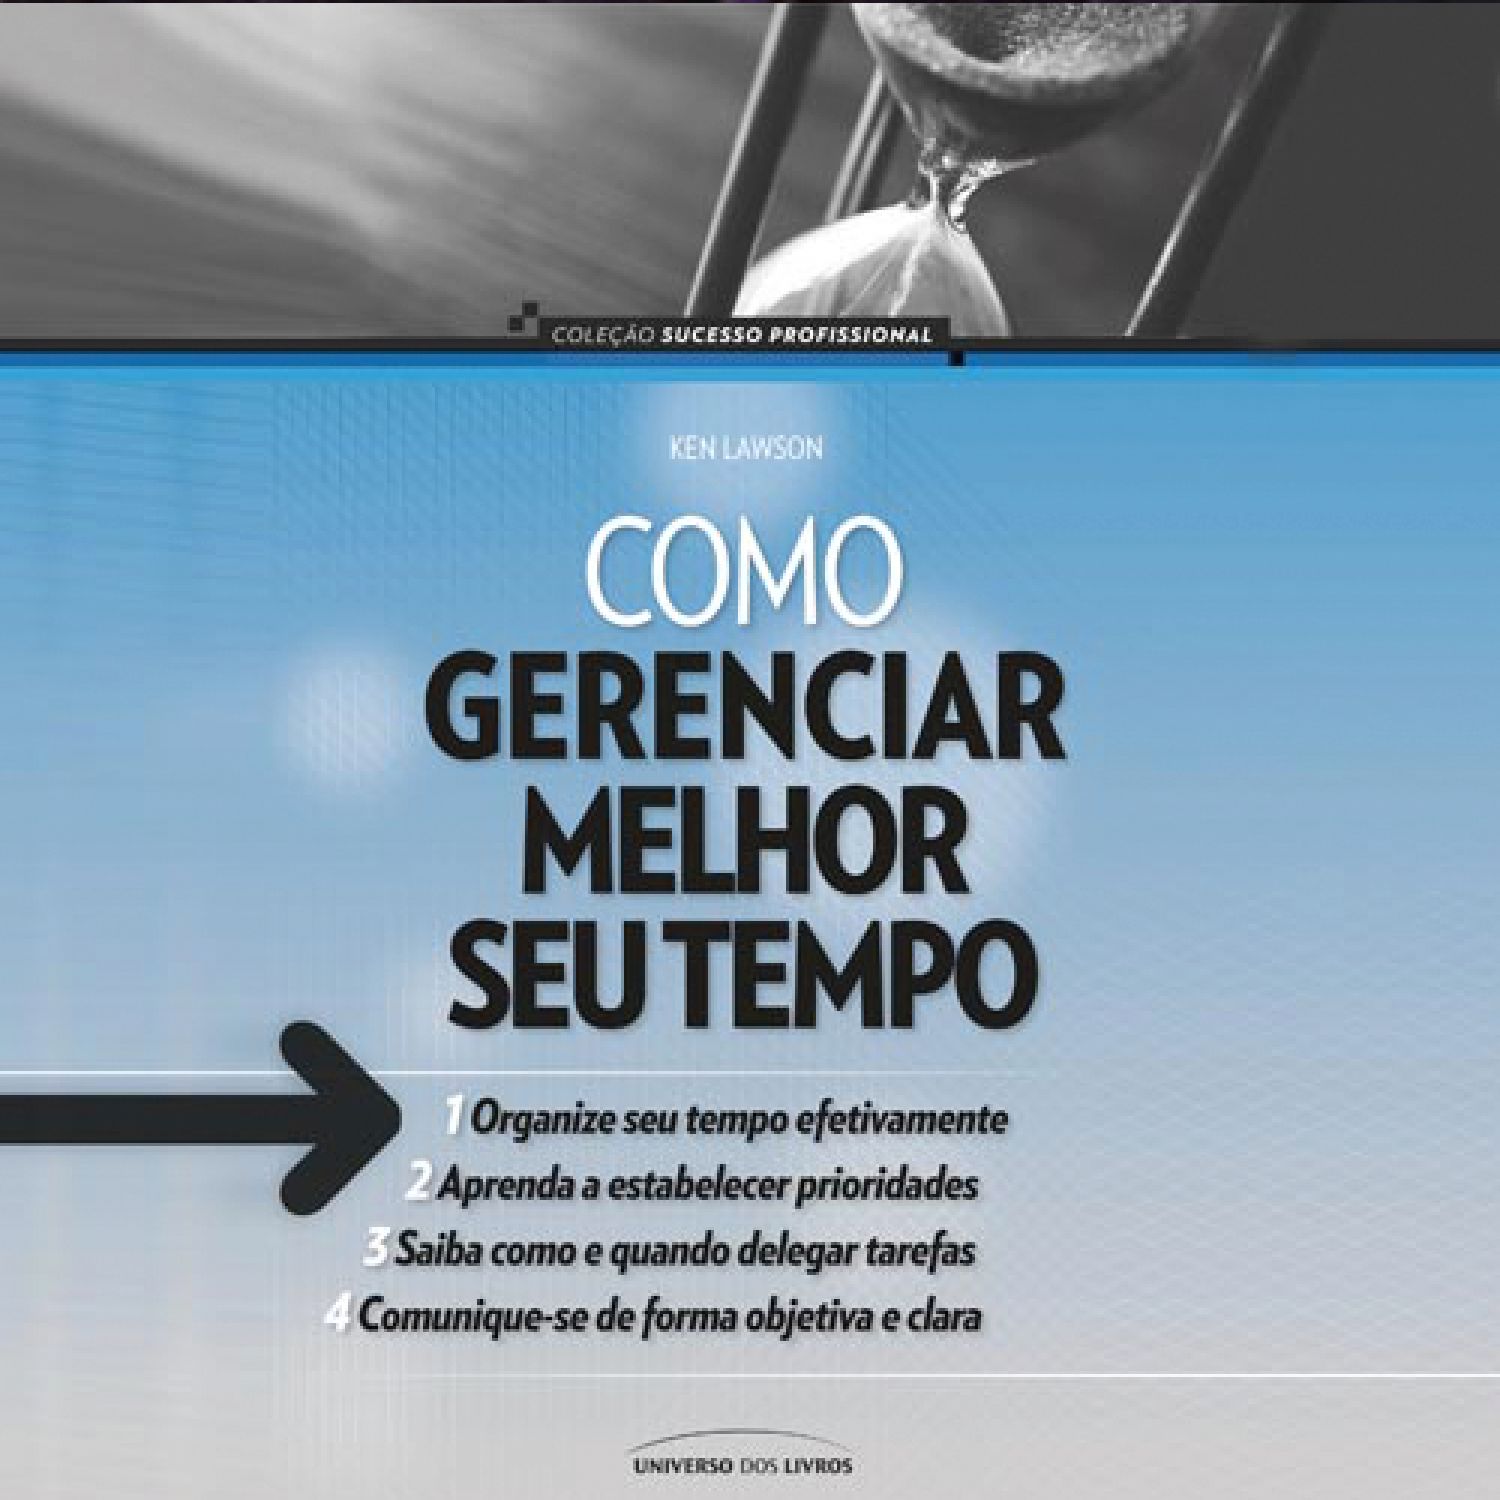 COLEÇÃO SUCESSO PROFISSIONAL
KEN LAWSON
COMO
GERENCIAR
MELHOR
SEU TEMPO
1 Organize seu tempo efetivamente
2 Aprenda a estabelecer prioridades
3 Saiba como e quando delegar tarefas
4 Comunique-se de forma objetiva e clara
UNIVERSO DOS LIVROS